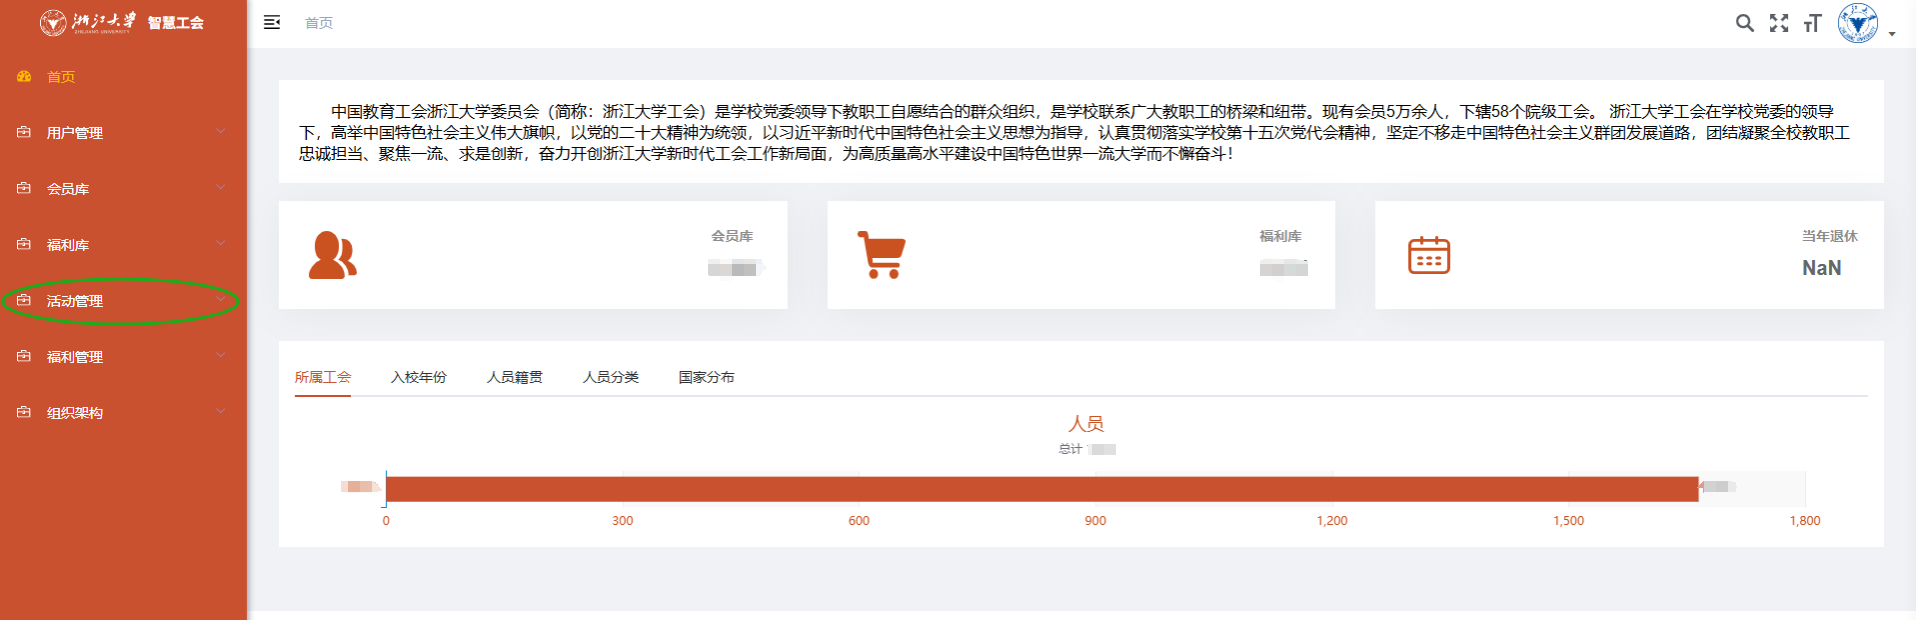 浙江大学 智慧工会
ZHEJIANG UNIVERSITY
首页
用户管理
会员库
福利库
活动管理
福利管理
组织架构
首页
中国教育工会浙江大学委员会（简称：浙江大学工会）是学校党委领导下教职工自愿结合的群众组织，是学校联系广大教职工的桥梁和纽带。现有会员5万余人，下辖58个院级工会。 浙江大学工会在学校党委的领导
下，高举中国特色社会主义伟大旗帜，以党的二十大精神为统领，以习近平新时代中国特色社会主义思想为指导，认真贯彻落实学校第十五次党代会精神，坚定不移走中国特色社会主义群团发展道路，团结凝聚全校教职工
忠诚担当、聚焦一流、求是创新，奋力开创浙江大学新时代工会工作新局面，为高质量高水平建设中国特色世界一流大学而不懈奋斗！
会员库
福利库
当年退休
NaN
所属工会 入校年份 人员籍贯 人员分类 国家分布
人员
总计
0 300 600 900 1,200 1,500 1,800